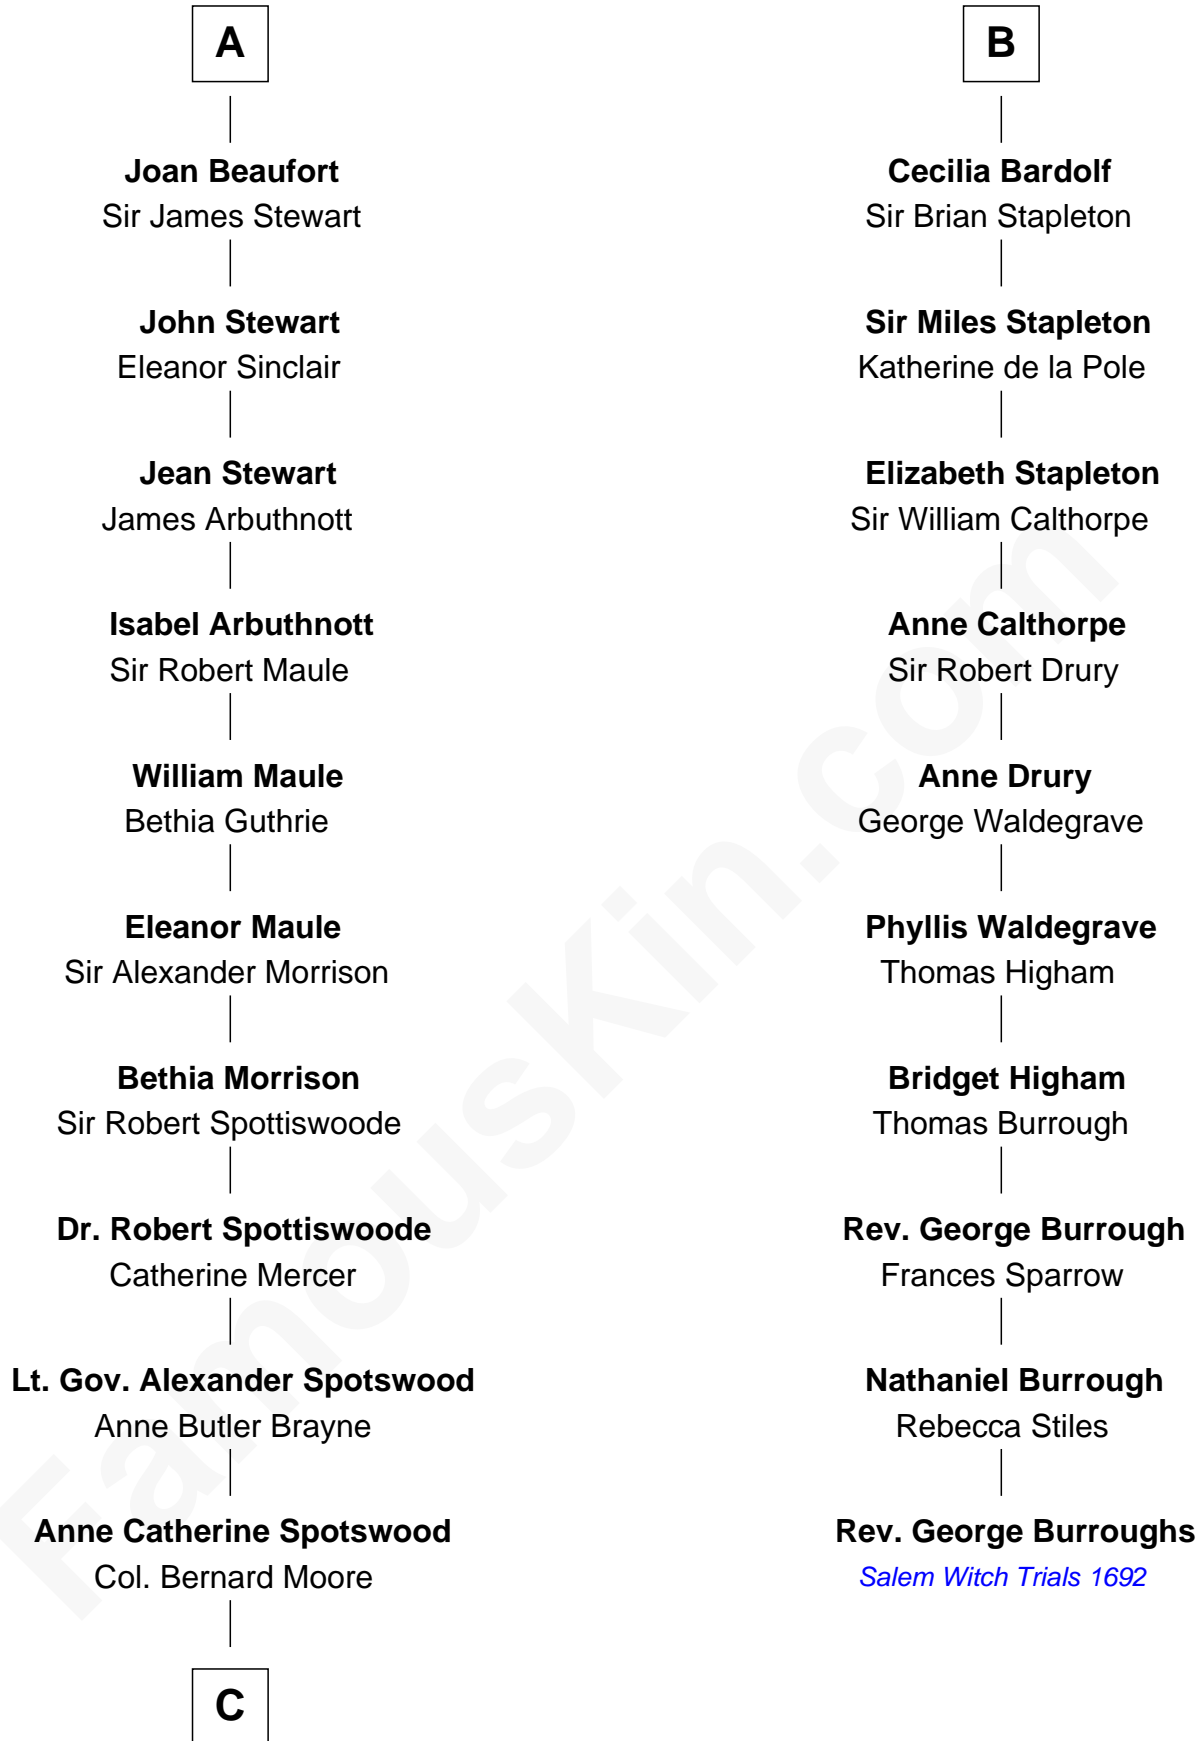 A
Joan Beaufort
Sir James Stewart
John Stewart
Eleanor Sinclair
Jean Stewart
James Arbuthnott
Isabel Arbuthnott
Sir Robert Maule
William Maule
Bethia Guthrie
Eleanor Maule
Sir Alexander Morrison
Bethia Morrison
Sir Robert Spottiswoode
Dr. Robert Spottiswoode
Catherine Mercer
Lt. Gov. Alexander Spotswood
Anne Butler Brayne
Anne Catherine Spotswood
Col. Bernard Moore
C
B
Cecilia Bardolf
Sir Brian Stapleton
Sir Miles Stapleton
Katherine de la Pole
Elizabeth Stapleton
Sir William Calthorpe
Anne Calthorpe
Sir Robert Drury
Anne Drury
George Waldegrave
Phyllis Waldegrave
Thomas Higham
Bridget Higham
Thomas Burrough
Rev. George Burrough
Frances Sparrow
Nathaniel Burrough
Rebecca Stiles
Rev. George Burroughs
Salem Witch Trials 1692
FamousKin.com